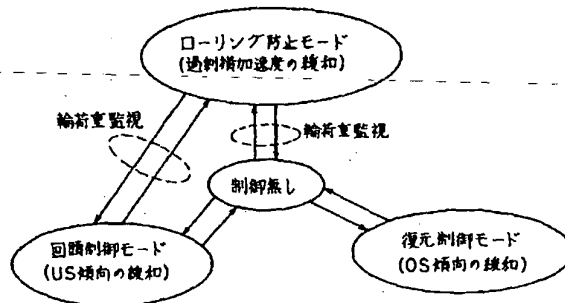 ローリング防止モード
(過剰横加速度の緩和)
輪荷重監視
輪荷重監視
制御無し
回頭制御モード
(US傾向の緩和)
復元制御モード
(OS傾向の緩和)